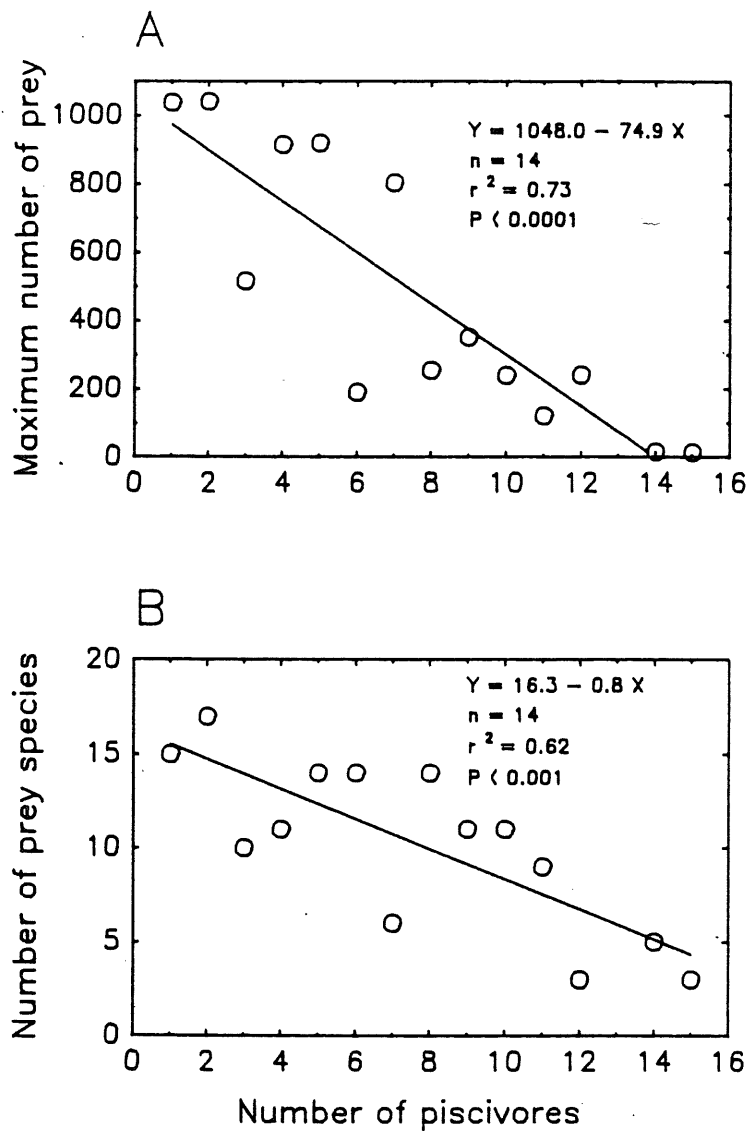 A
Maximum number of prey
1000
800
600
400
200
0
Y = 1048.0 − 74.9 X
n = 14
r² = 0.73
P < 0.0001
0 2 4 6 8 10 12 14 16
B
Number of prey species
20
15
10
5
0
Y = 16.3 − 0.8 X
n = 14
r² = 0.62
P < 0.001
0 2 4 6 8 10 12 14 16
Number of piscivores